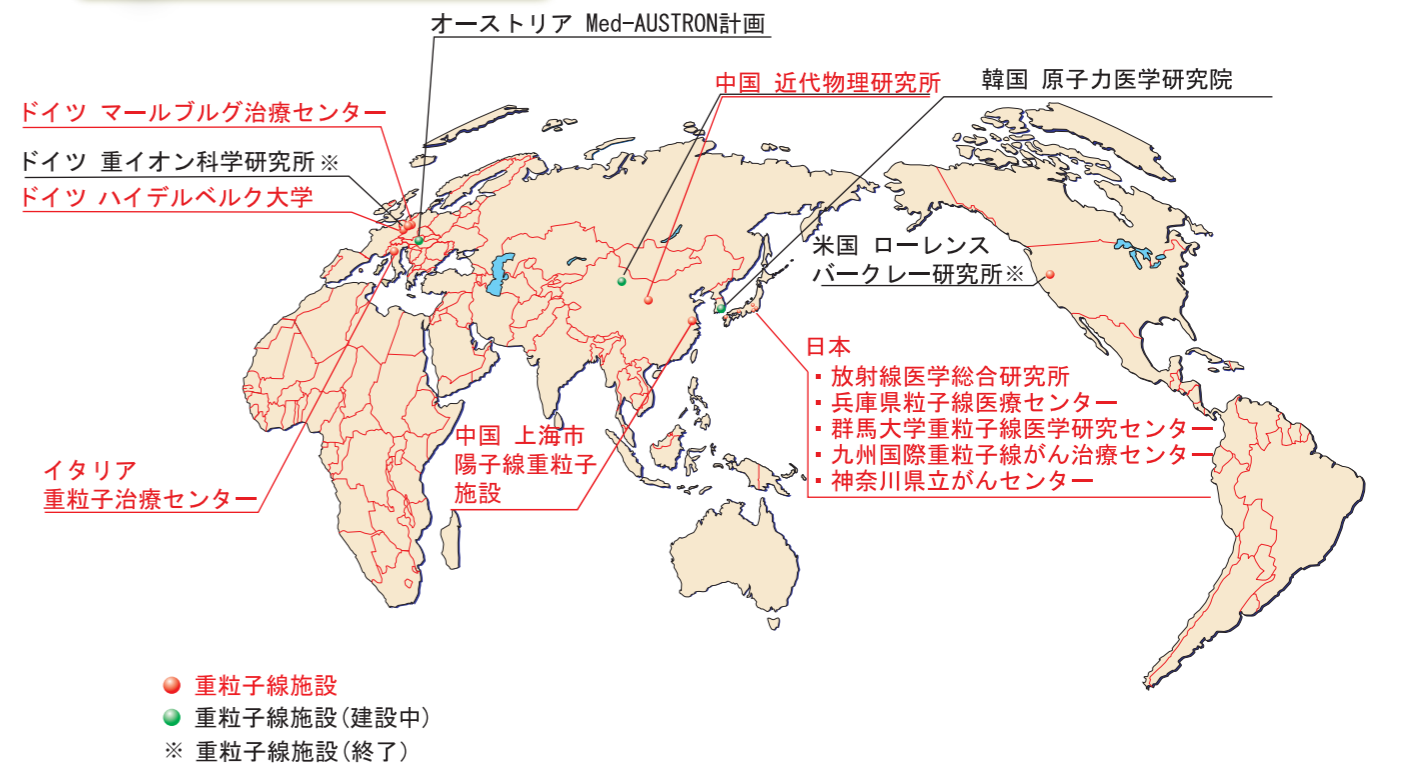 オーストリア Med-AUSTRON計画
中国 近代物理研究所
韓国 原子力医学研究院
ドイツ マールブルグ治療センター
ドイツ 重イオン科学研究所※
ドイツ ハイデルベルク大学
米国 ローレンス
バークレー研究所※
日本
・放射線医学総合研究所
・兵庫県粒子線医療センター
・群馬大学重粒子線医学研究センター
・九州国際重粒子線がん治療センター
・神奈川県立がんセンター
中国 上海市
陽子線重粒子
施設
イタリア
重粒子治療センター
重粒子線施設
重粒子線施設(建設中)
※ 重粒子線施設(終了)